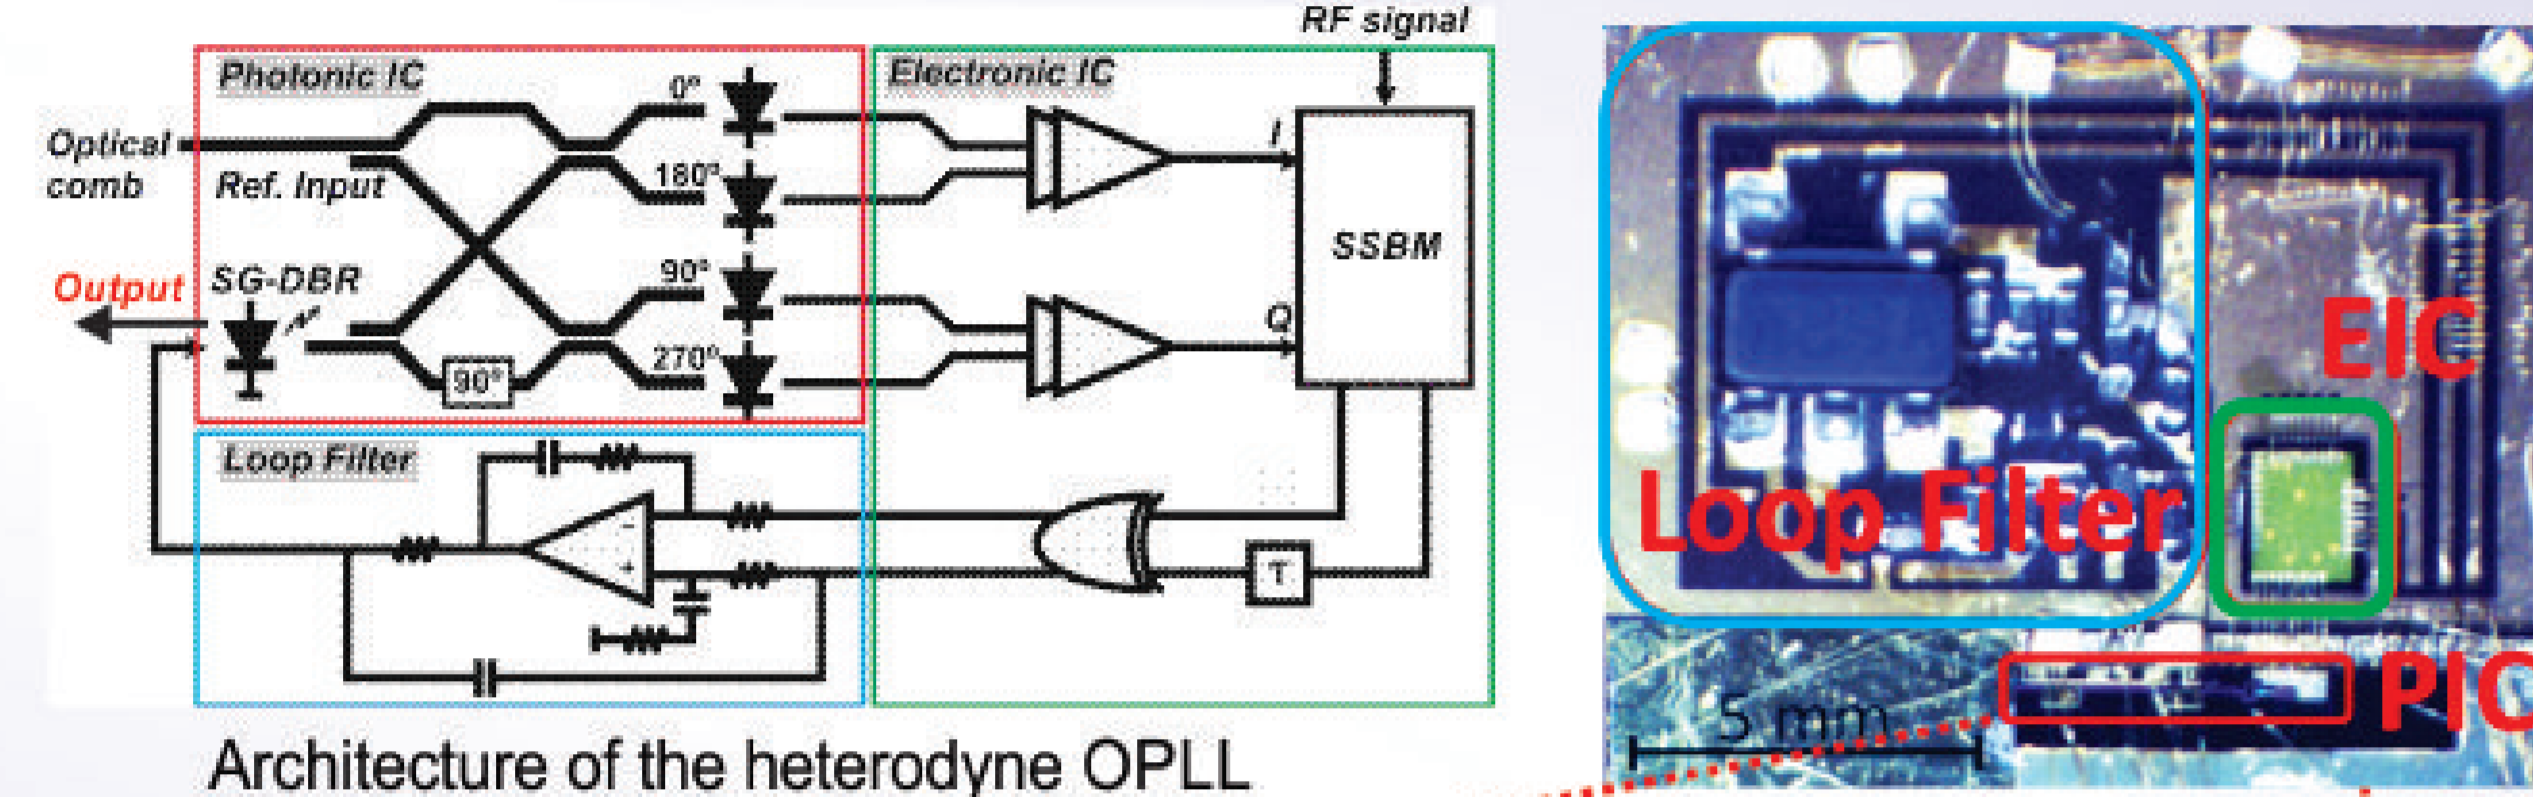 RF signal
Photonic IC
Electronic IC
0°
Optical
comb
Ref. Input
180°
I
SSBM
Output
SG-DBR
90°
Q
270°
90°
Loop Filter
-
+
T
Architecture of the heterodyne OPLL
EIC
Loop Filter
PIC
5 mm